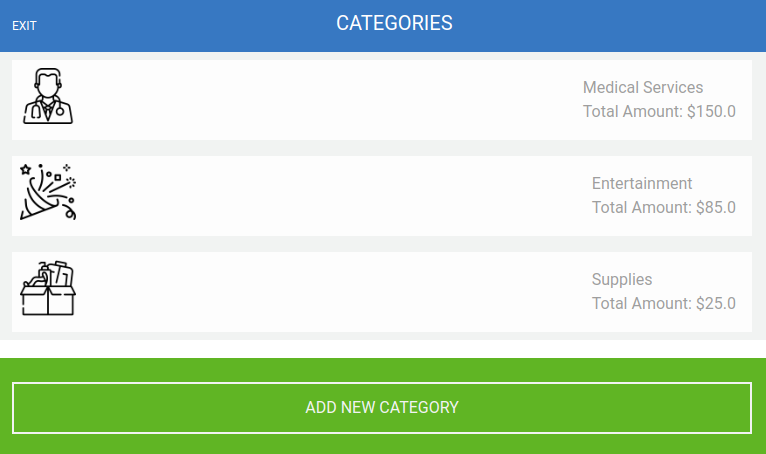 EXIT
CATEGORIES
Medical Services
Total Amount: $150.0
Entertainment
Total Amount: $85.0
Supplies
Total Amount: $25.0
ADD NEW CATEGORY